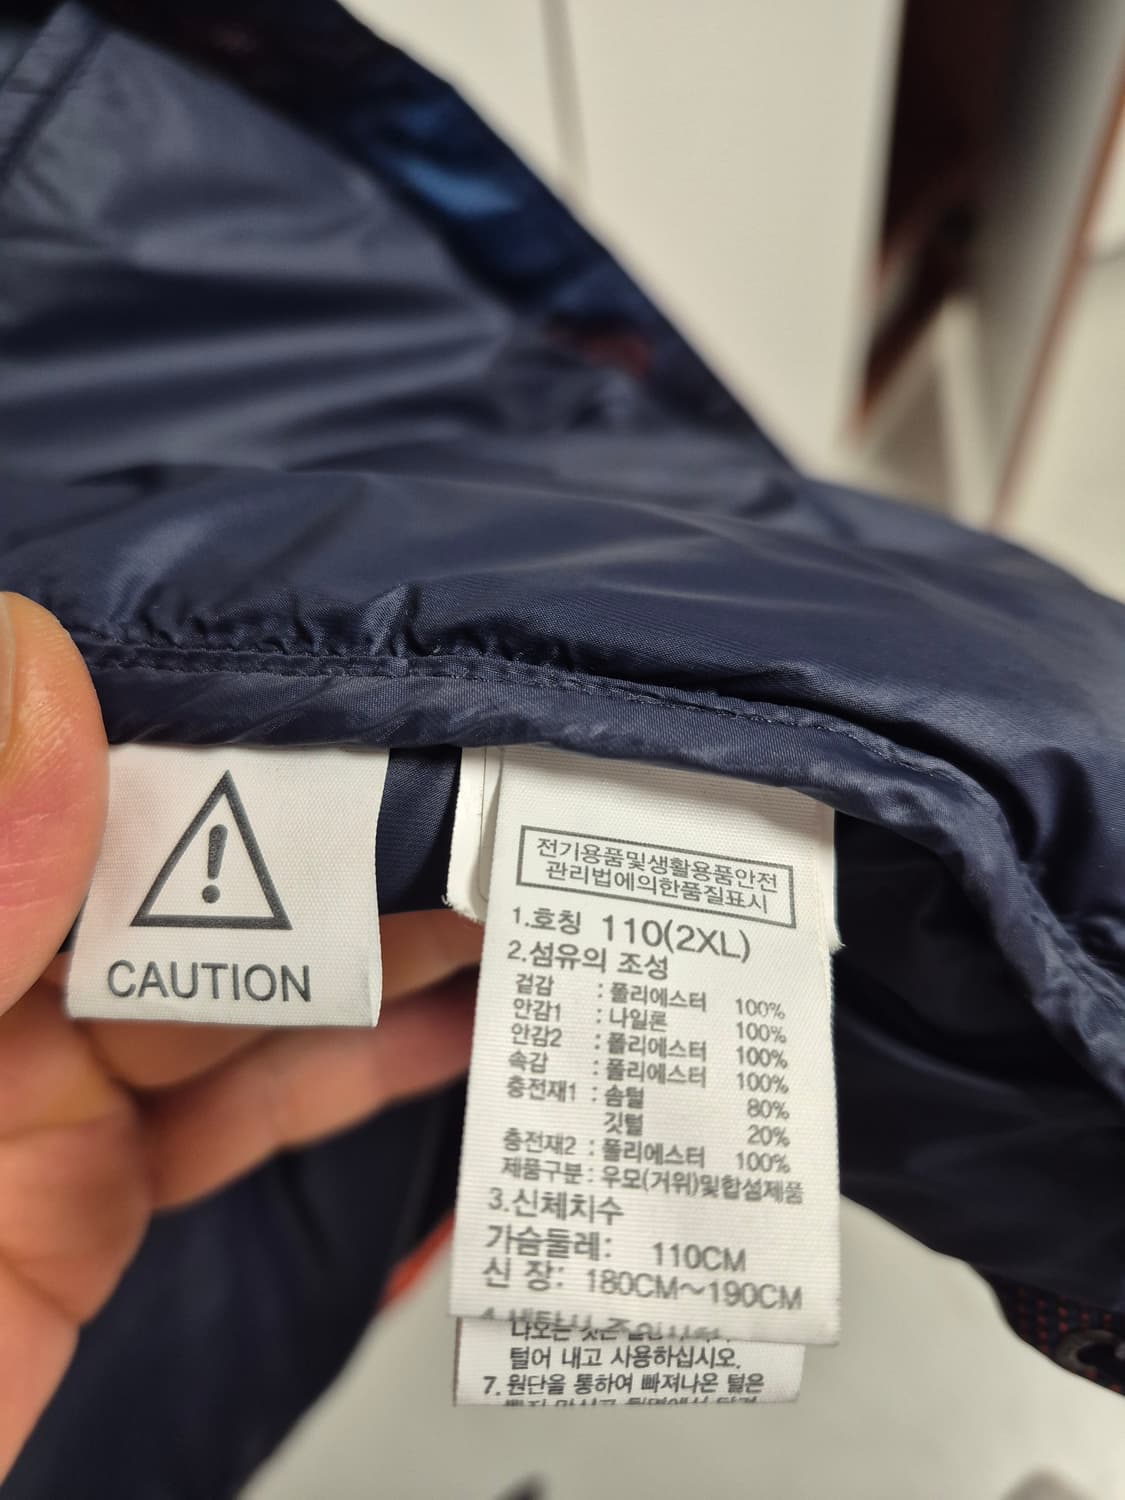 CAUTION
전기용품및생활용품안전
관리법에의한품질표시
1.호칭 110(2XL)
2.섬유의 조성
겉감 : 폴리에스터 100%
안감1 : 나일론 100%
안감2 : 폴리에스터 100%
속감 : 폴리에스터 100%
충전재1 : 솜털 80%
깃털 20%
충전재2 : 폴리에스터 100%
제품구분 : 우모(거위)및합성제품
3.신체치수
가슴둘레: 110CM
신 장: 180CM~190CM
털어 내고 사용하십시오.
7. 원단을 통하여 빠져나온 털은